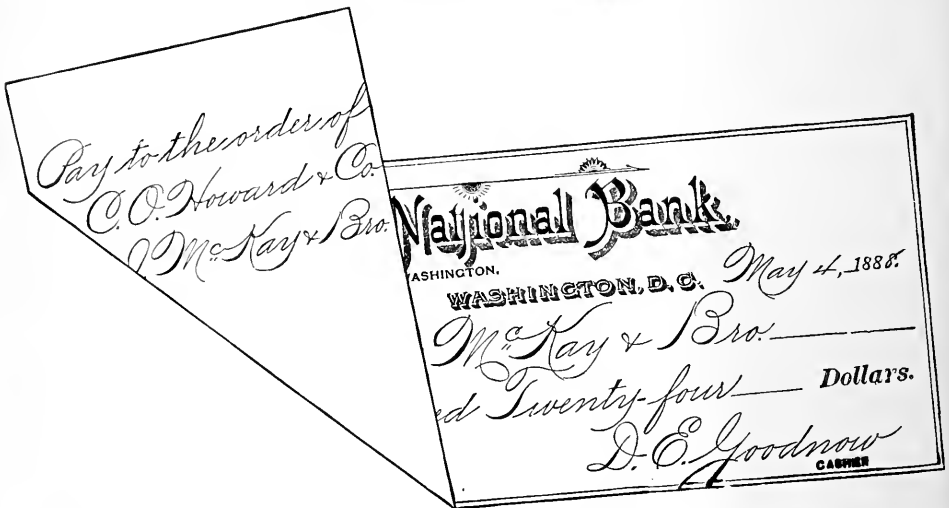 Pay to the order of
C. O. Howard & Co.
J McKay & Bro.
National Bank,
WASHINGTON,
WASHINGTON, D. C. May 4, 1888.
McKay & Bro.
ed Twenty-four Dollars.
D. E. Goodnow
CASHIER